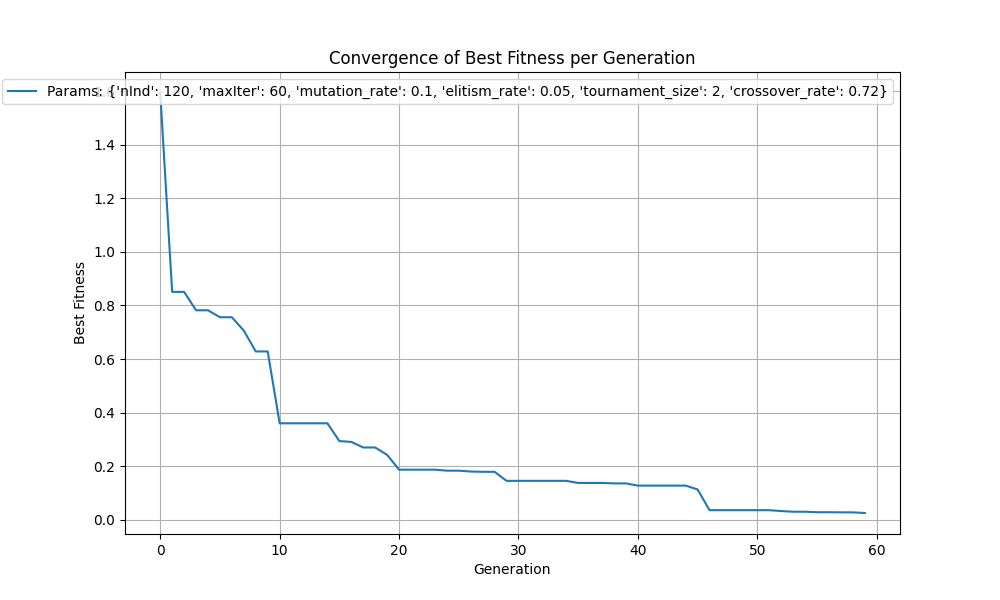 Convergence of Best Fitness per Generation
Params: {'nInd': 120, 'maxIter': 60, 'mutation_rate': 0.1, 'elitism_rate': 0.05, 'tournament_size': 2, 'crossover_rate': 0.72}
1.4
1.2
1.0
0.8
0.6
0.4
0.2
0.0
Best Fitness
0 10 20 30 40 50 60
Generation